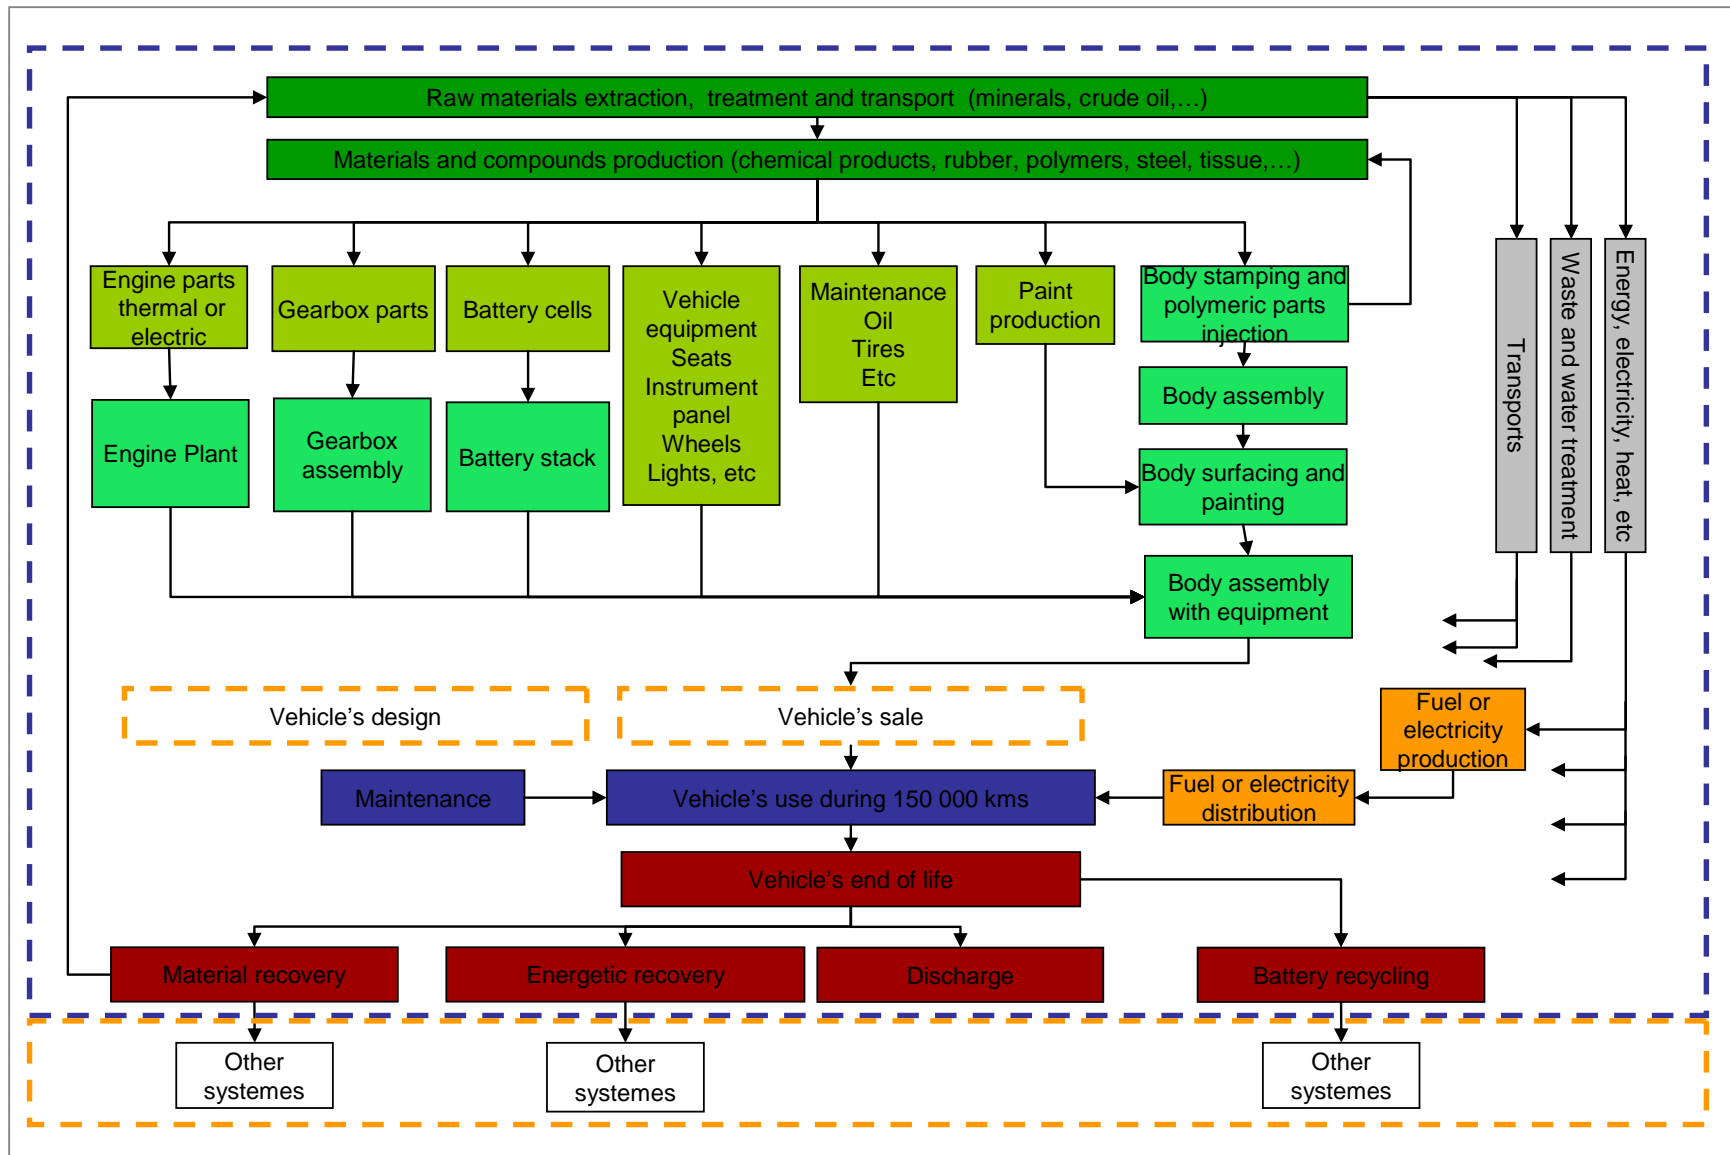 Raw materials extraction, treatment and transport (minerals, crude oil,…)
Materials and compounds production (chemical products, rubber, polymers, steel, tissue,…)
Engine parts
thermal or
electric
Gearbox parts
Battery cells
Vehicle
equipment
Seats
Instrument
panel
Wheels
Lights, etc
Maintenance
Oil
Tires
Etc
Paint
production
Body stamping and
polymeric parts
injection
Transports
Waste and water treatment
Energy, electricity, heat, etc
Engine Plant
Gearbox
assembly
Battery stack
Body assembly
Body surfacing and
painting
Body assembly
with equipment
Vehicle’s design
Vehicle’s sale
Fuel or
electricity
production
Maintenance
Vehicle’s use during 150 000 kms
Fuel or electricity
distribution
Vehicle’s end of life
Material recovery
Energetic recovery
Discharge
Battery recycling
Other
systemes
Other
systemes
Other
systemes